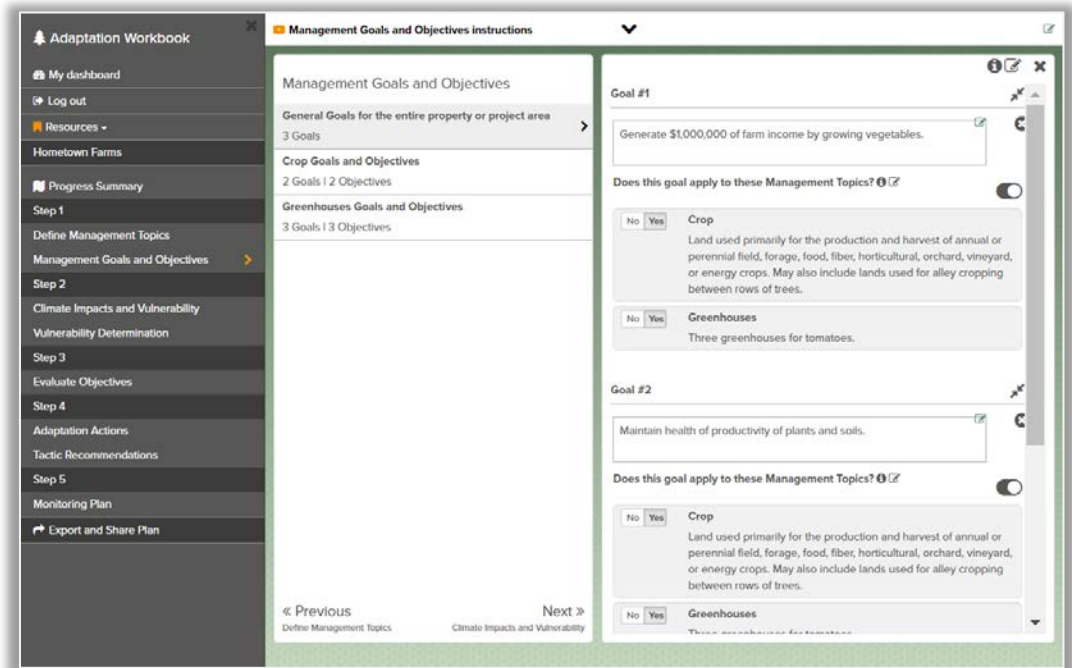 Adaptation Workbook
My dashboard
Log out
Resources
Hometown Farms
Progress Summary
Step 1
Define Management Topics
Management Goals and Objectives
Step 2
Climate Impacts and Vulnerability
Vulnerability Determination
Step 3
Evaluate Objectives
Step 4
Adaptation Actions
Tactic Recommendations
Step 5
Monitoring Plan
Export and Share Plan
Management Goals and Objectives instructions
Management Goals and Objectives
General Goals for the entire property or project area
3 Goals
Crop Goals and Objectives
2 Goals | 2 Objectives
Greenhouses Goals and Objectives
3 Goals | 3 Objectives
« Previous
Define Management Topics
Next »
Climate Impacts and Vulnerability
Goal #1
Generate $1,000,000 of farm income by growing vegetables.
Does this goal apply to these Management Topics?
No Yes Crop
Land used primarily for the production and harvest of annual or
perennial field, forage, food, fiber, horticultural, orchard, vineyard,
or energy crops. May also include lands used for alley cropping
between rows of trees.
No Yes Greenhouses
Three greenhouses for tomatoes.
Goal #2
Maintain health of productivity of plants and soils.
Does this goal apply to these Management Topics?
No Yes Crop
Land used primarily for the production and harvest of annual or
perennial field, forage, food, fiber, horticultural, orchard, vineyard,
or energy crops. May also include lands used for alley cropping
between rows of trees.
No Yes Greenhouses
Three greenhouses for tomatoes